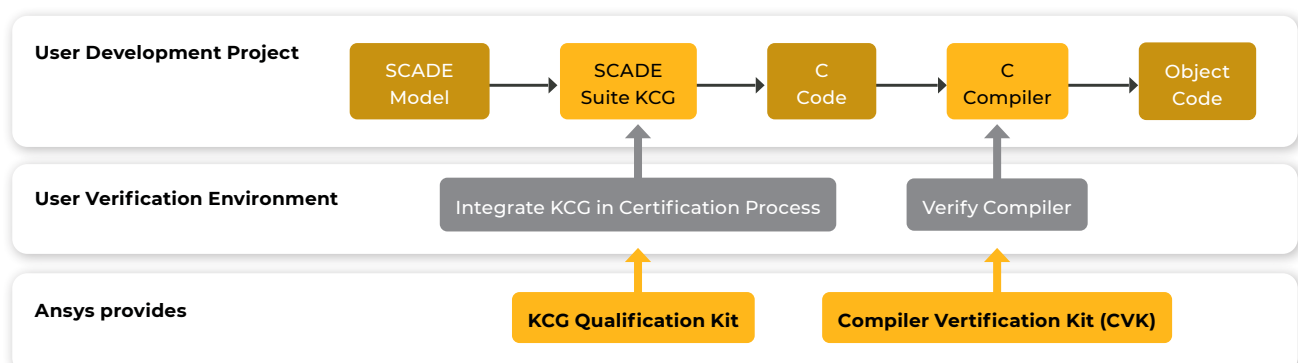 User Development Project
SCADE
Model
SCADE
Suite KCG
C
Code
C
Compiler
Object
Code
User Verification Environment
Integrate KCG in Certification Process
Verify Compiler
Ansys provides
KCG Qualification Kit
Compiler Vertification Kit (CVK)